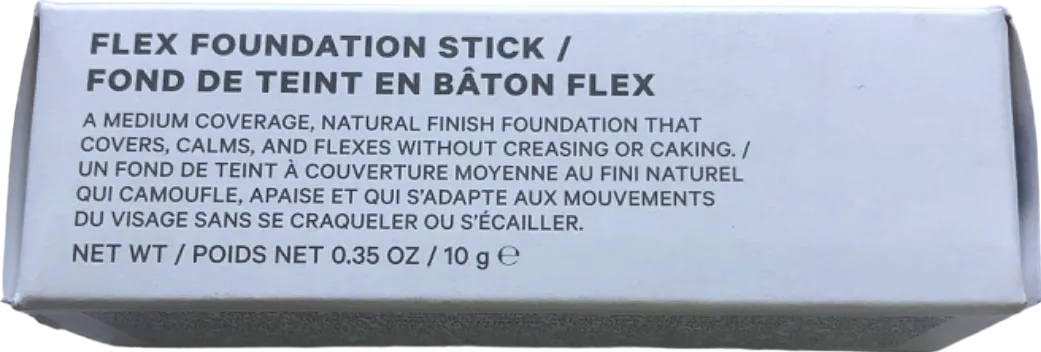 FLEX FOUNDATION STICK /
FOND DE TEINT EN BÂTON FLEX
A MEDIUM COVERAGE, NATURAL FINISH FOUNDATION THAT
COVERS, CALMS, AND FLEXES WITHOUT CREASING OR CAKING. /
UN FOND DE TEINT À COUVERTURE MOYENNE AU FINI NATUREL
QUI CAMOUFLE, APAISE ET QUI S'ADAPTE AUX MOUVEMENTS
DU VISAGE SANS SE CRAQUELER OU S'ÉCAILLER.
NET WT / POIDS NET 0.35 OZ / 10 g ℮